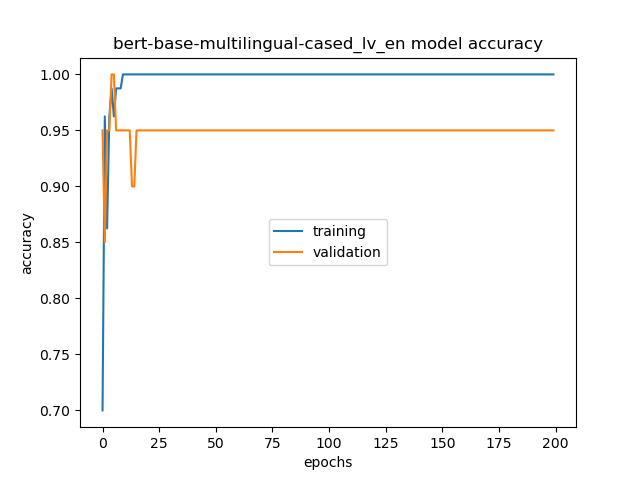 bert-base-multilingual-cased_lv_en model accuracy
1.00
0.95
0.90
0.85
0.80
0.75
0.70
accuracy
training
validation
0 25 50 75 100 125 150 175 200
epochs